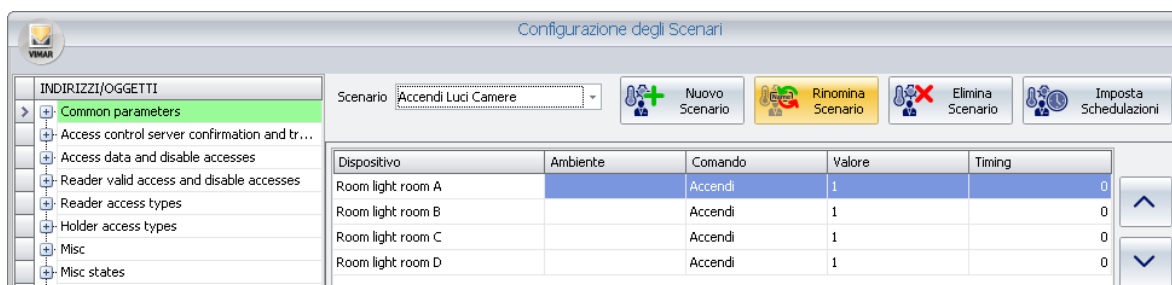 Configurazione degli Scenari
VIMAR
INDIRIZZI/OGGETTI
Common parameters
Access control server confirmation and tr...
Access data and disable accesses
Reader valid access and disable accesses
Reader access types
Holder access types
Misc
Misc states
Scenario Accendi Luci Camere
Nuovo
Scenario
Rinomina
Scenario
Elimina
Scenario
Imposta
Schedulazioni
Dispositivo Ambiente Comando Valore Timing
Room light room A Accendi 1 0
Room light room B Accendi 1 0
Room light room C Accendi 1 0
Room light room D Accendi 1 0